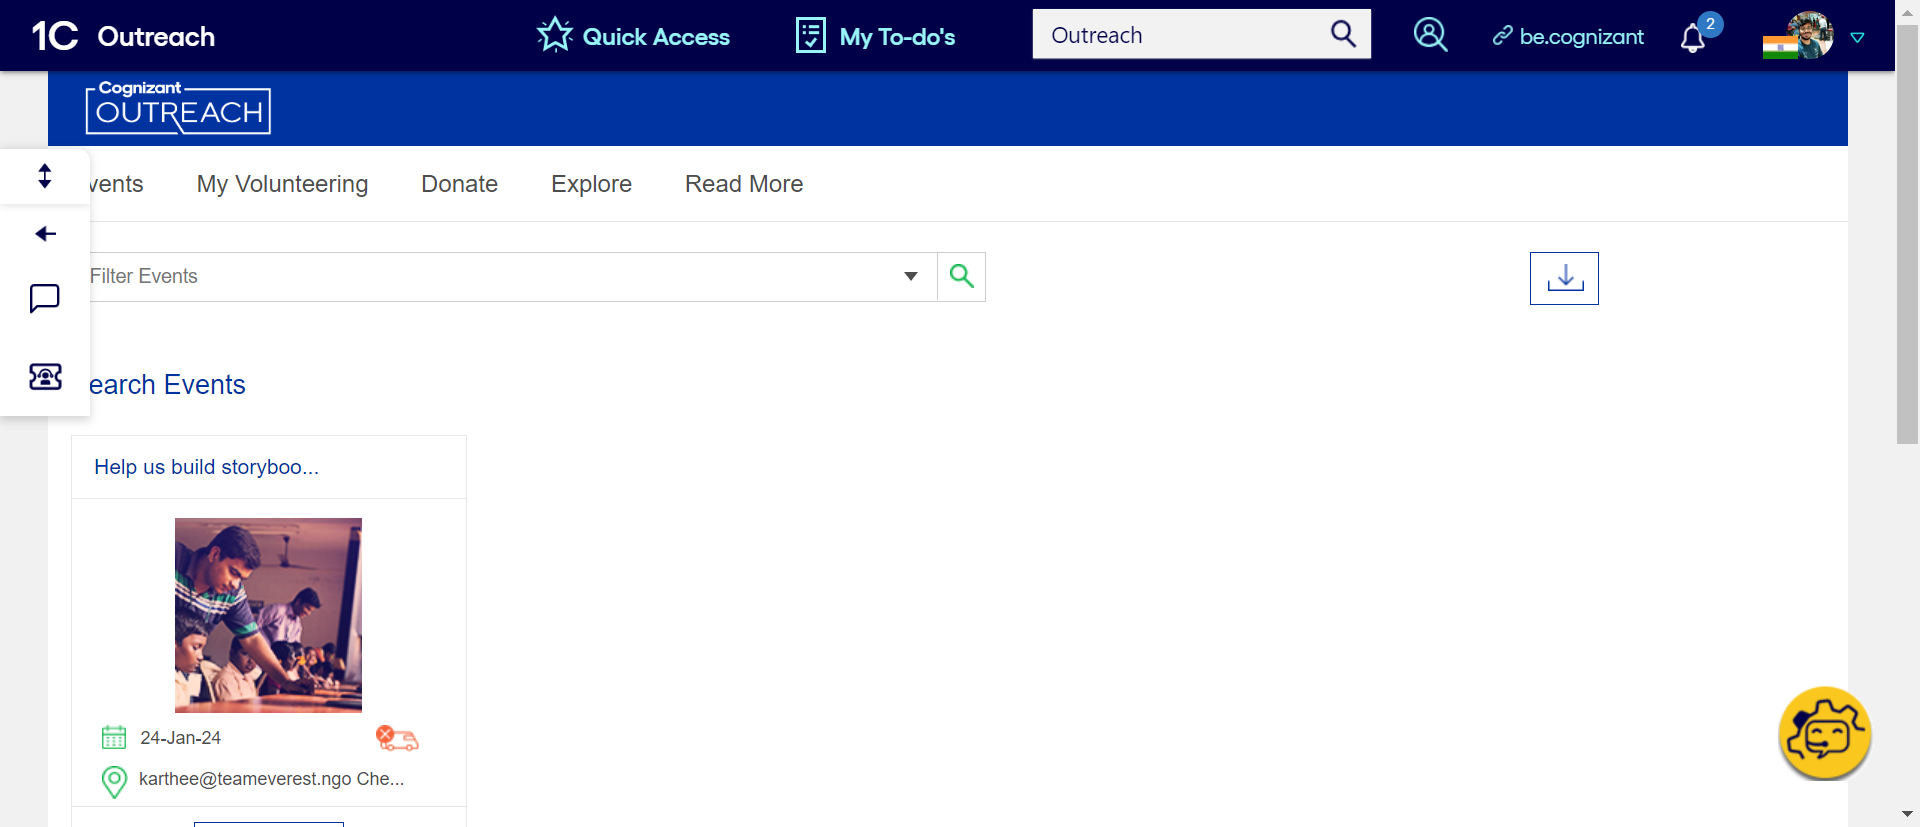 1C Outreach
Quick Access
My To-do's
Outreach
be.cognizant
2
Cognizant
OUTREACH
vents
My Volunteering
Donate
Explore
Read More
Filter Events
earch Events
Help us build storyboo...
24-Jan-24
karthee@teameverest.ngo Che...